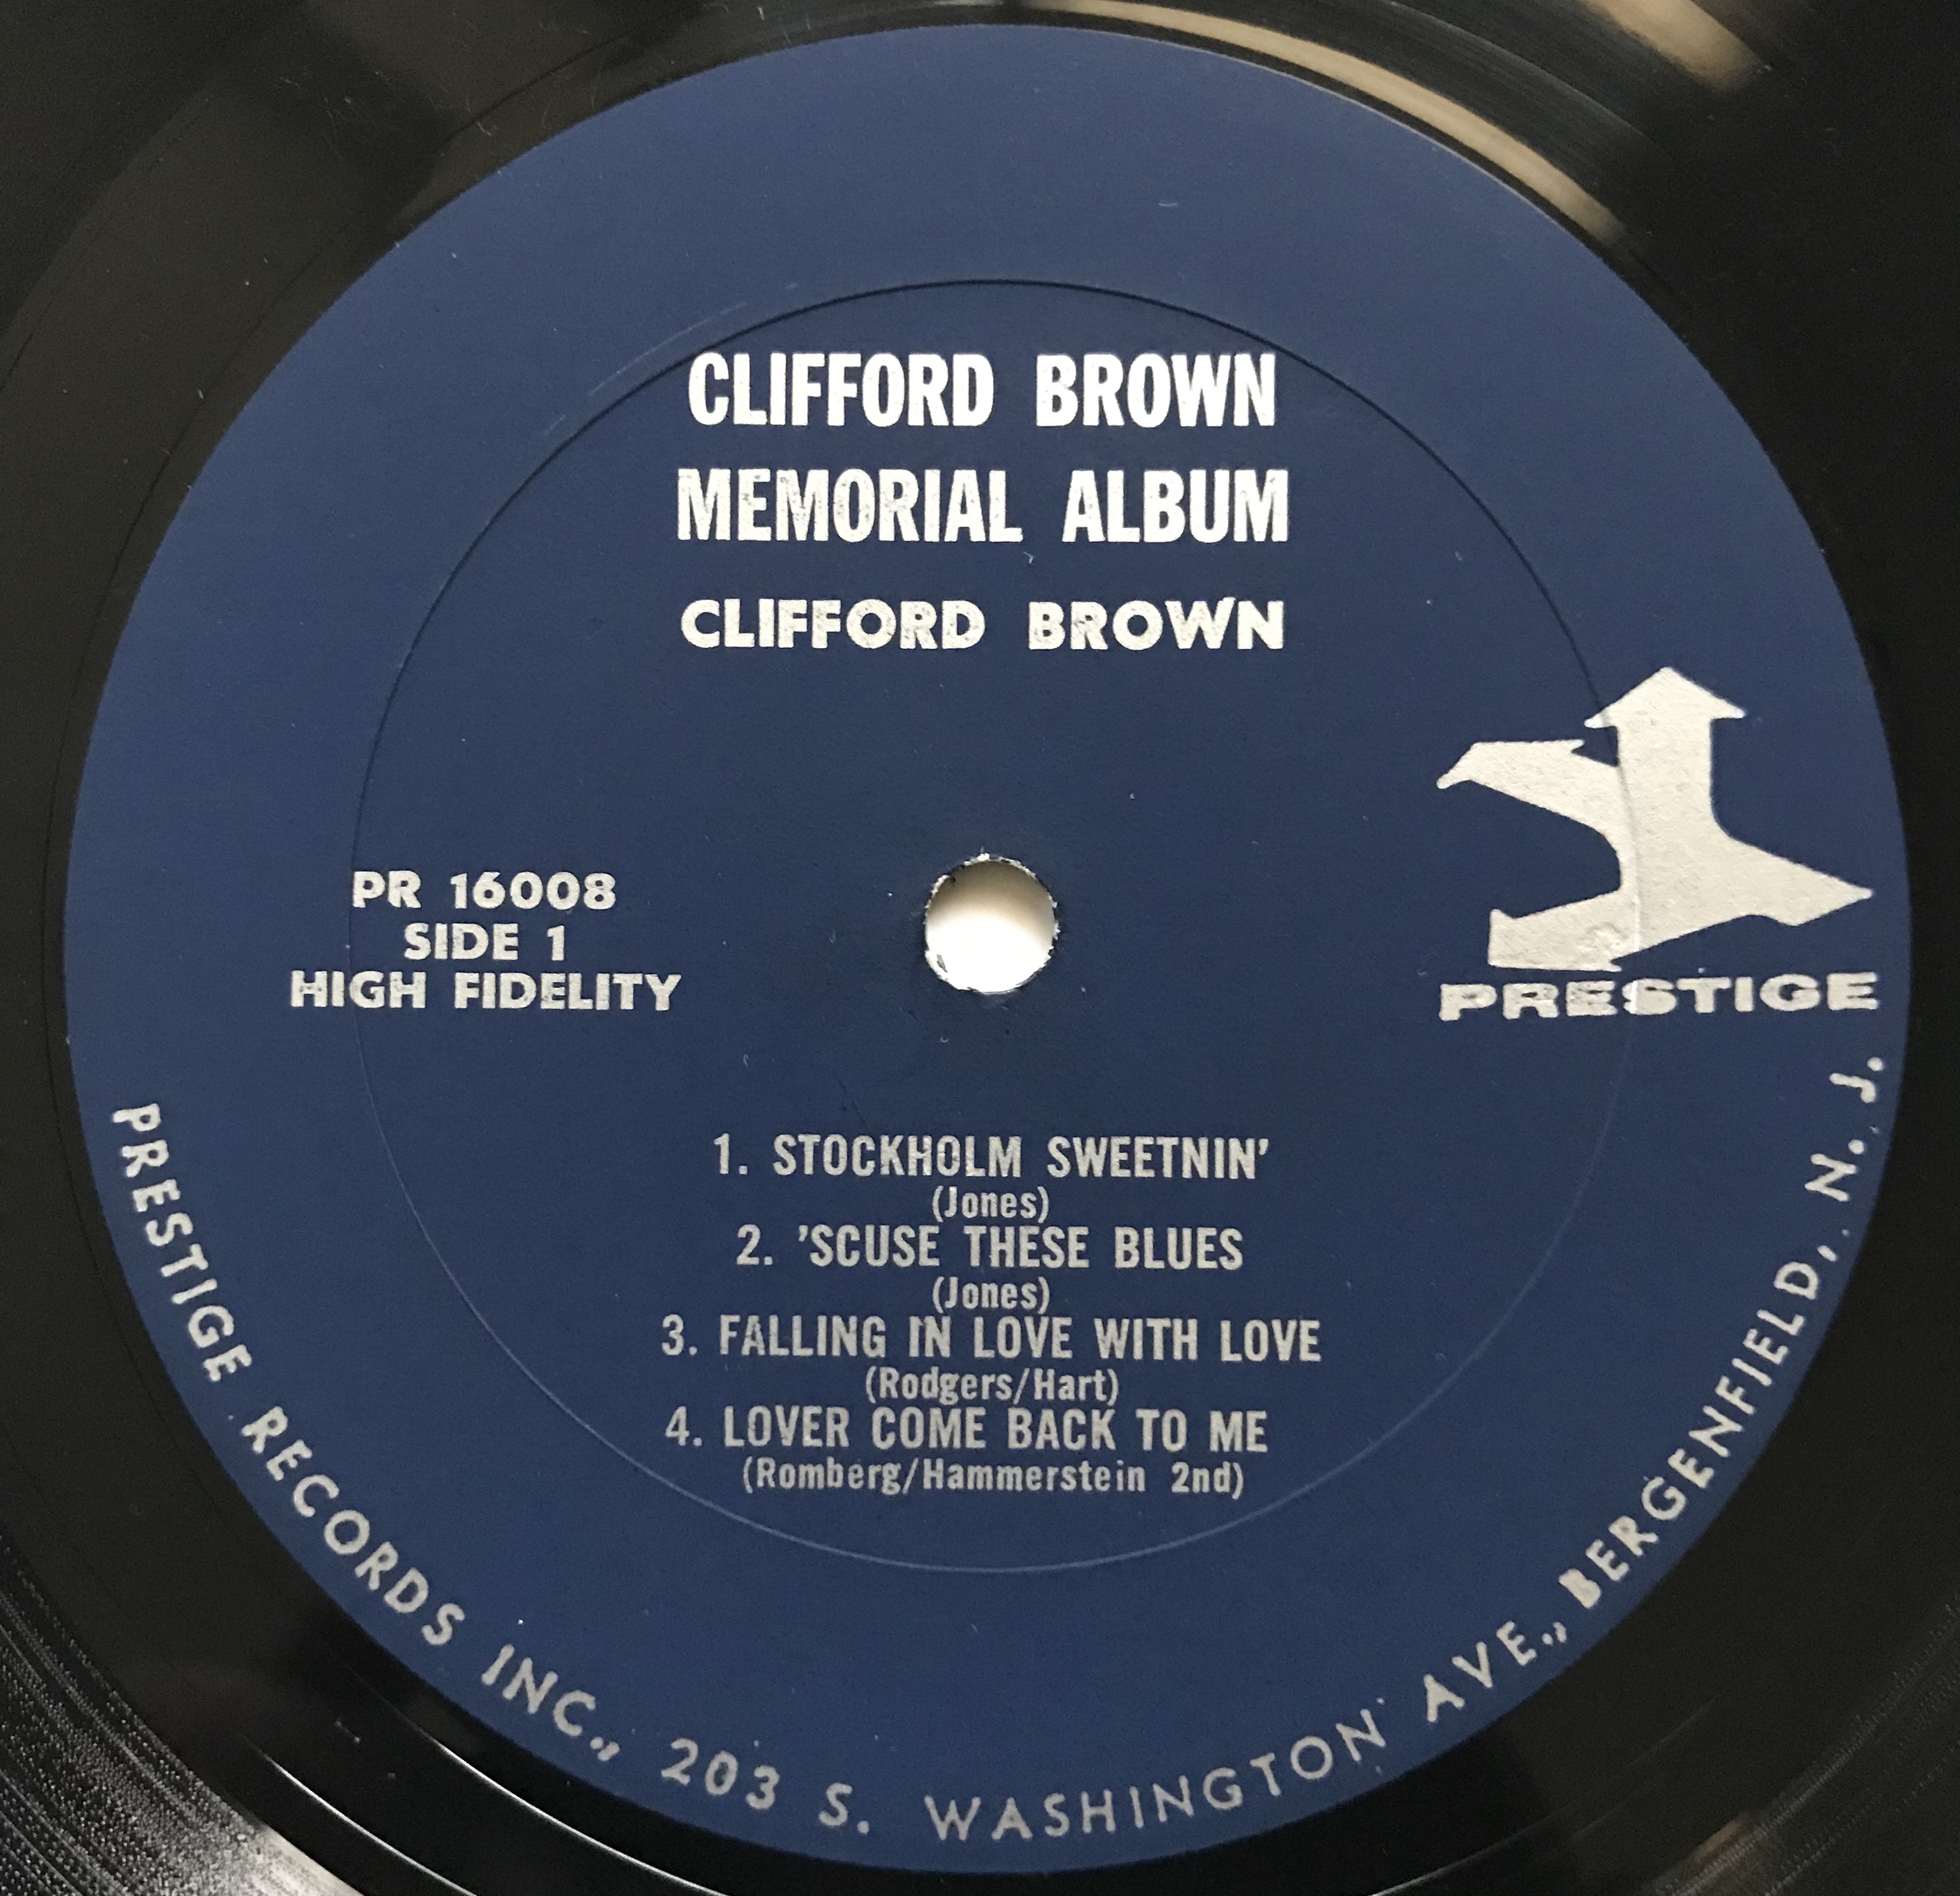 CLIFFORD BROWN
MEMORIAL ALBUM
CLIFFORD BROWN
PR 16008
SIDE 1
HIGH FIDELITY
PRESTIGE
1. STOCKHOLM SWEETNIN'
(Jones)
2. 'SCUSE THESE BLUES
(Jones)
3. FALLING IN LOVE WITH LOVE
(Rodgers/Hart)
4. LOVER COME BACK TO ME
(Romberg/Hammerstein 2nd)
PRESTIGE RECORDS INC., 203 S. WASHINGTON AVE., BERGENFIELD, N. J.